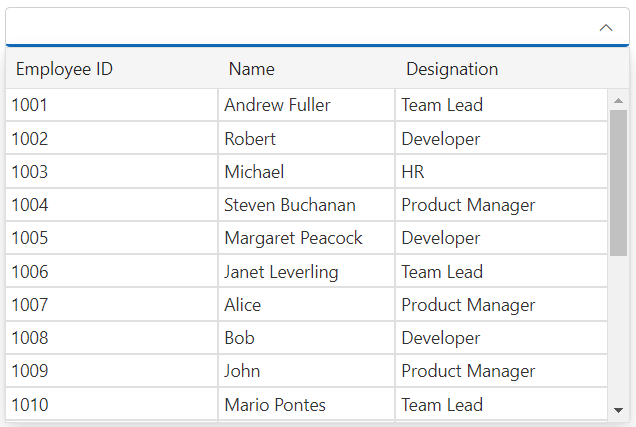 Employee ID Name Designation
1001 Andrew Fuller Team Lead
1002 Robert Developer
1003 Michael HR
1004 Steven Buchanan Product Manager
1005 Margaret Peacock Developer
1006 Janet Leverling Team Lead
1007 Alice Product Manager
1008 Bob Developer
1009 John Product Manager
1010 Mario Pontes Team Lead